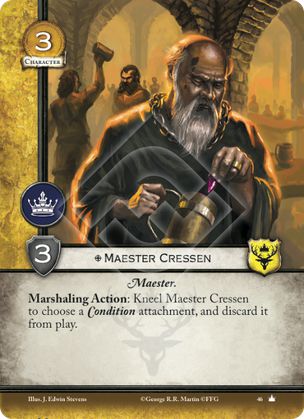 3
CHARACTER
3
MAESTER CRESSEN
Maester.
Marshaling Action: Kneel Maester Cressen
to choose a Condition attachment, and discard it
from play.
Illus. J. Edwin Stevens
©George R.R. Martin ©FFG
46